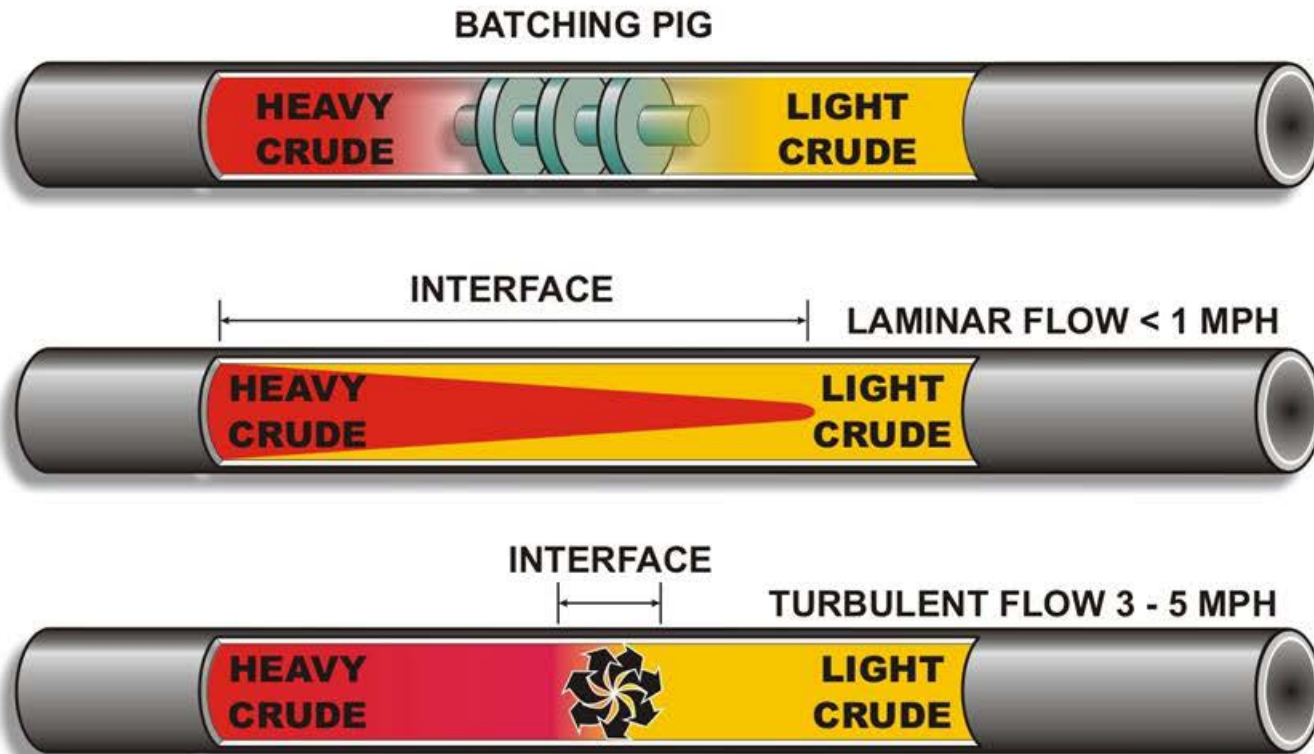 BATCHING PIG
HEAVY
CRUDE
LIGHT
CRUDE
INTERFACE
LAMINAR FLOW < 1 MPH
HEAVY
CRUDE
LIGHT
CRUDE
INTERFACE
TURBULENT FLOW 3 - 5 MPH
HEAVY
CRUDE
LIGHT
CRUDE